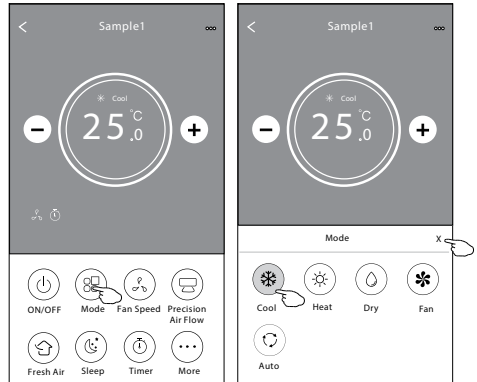 Sample1
Cool
25.0 °C
ON/OFF
Mode
Fan Speed
Precision
Air Flow
Fresh Air
Sleep
Timer
More
Sample1
Cool
25.0 °C
Mode
X
Cool
Heat
Dry
Fan
Auto